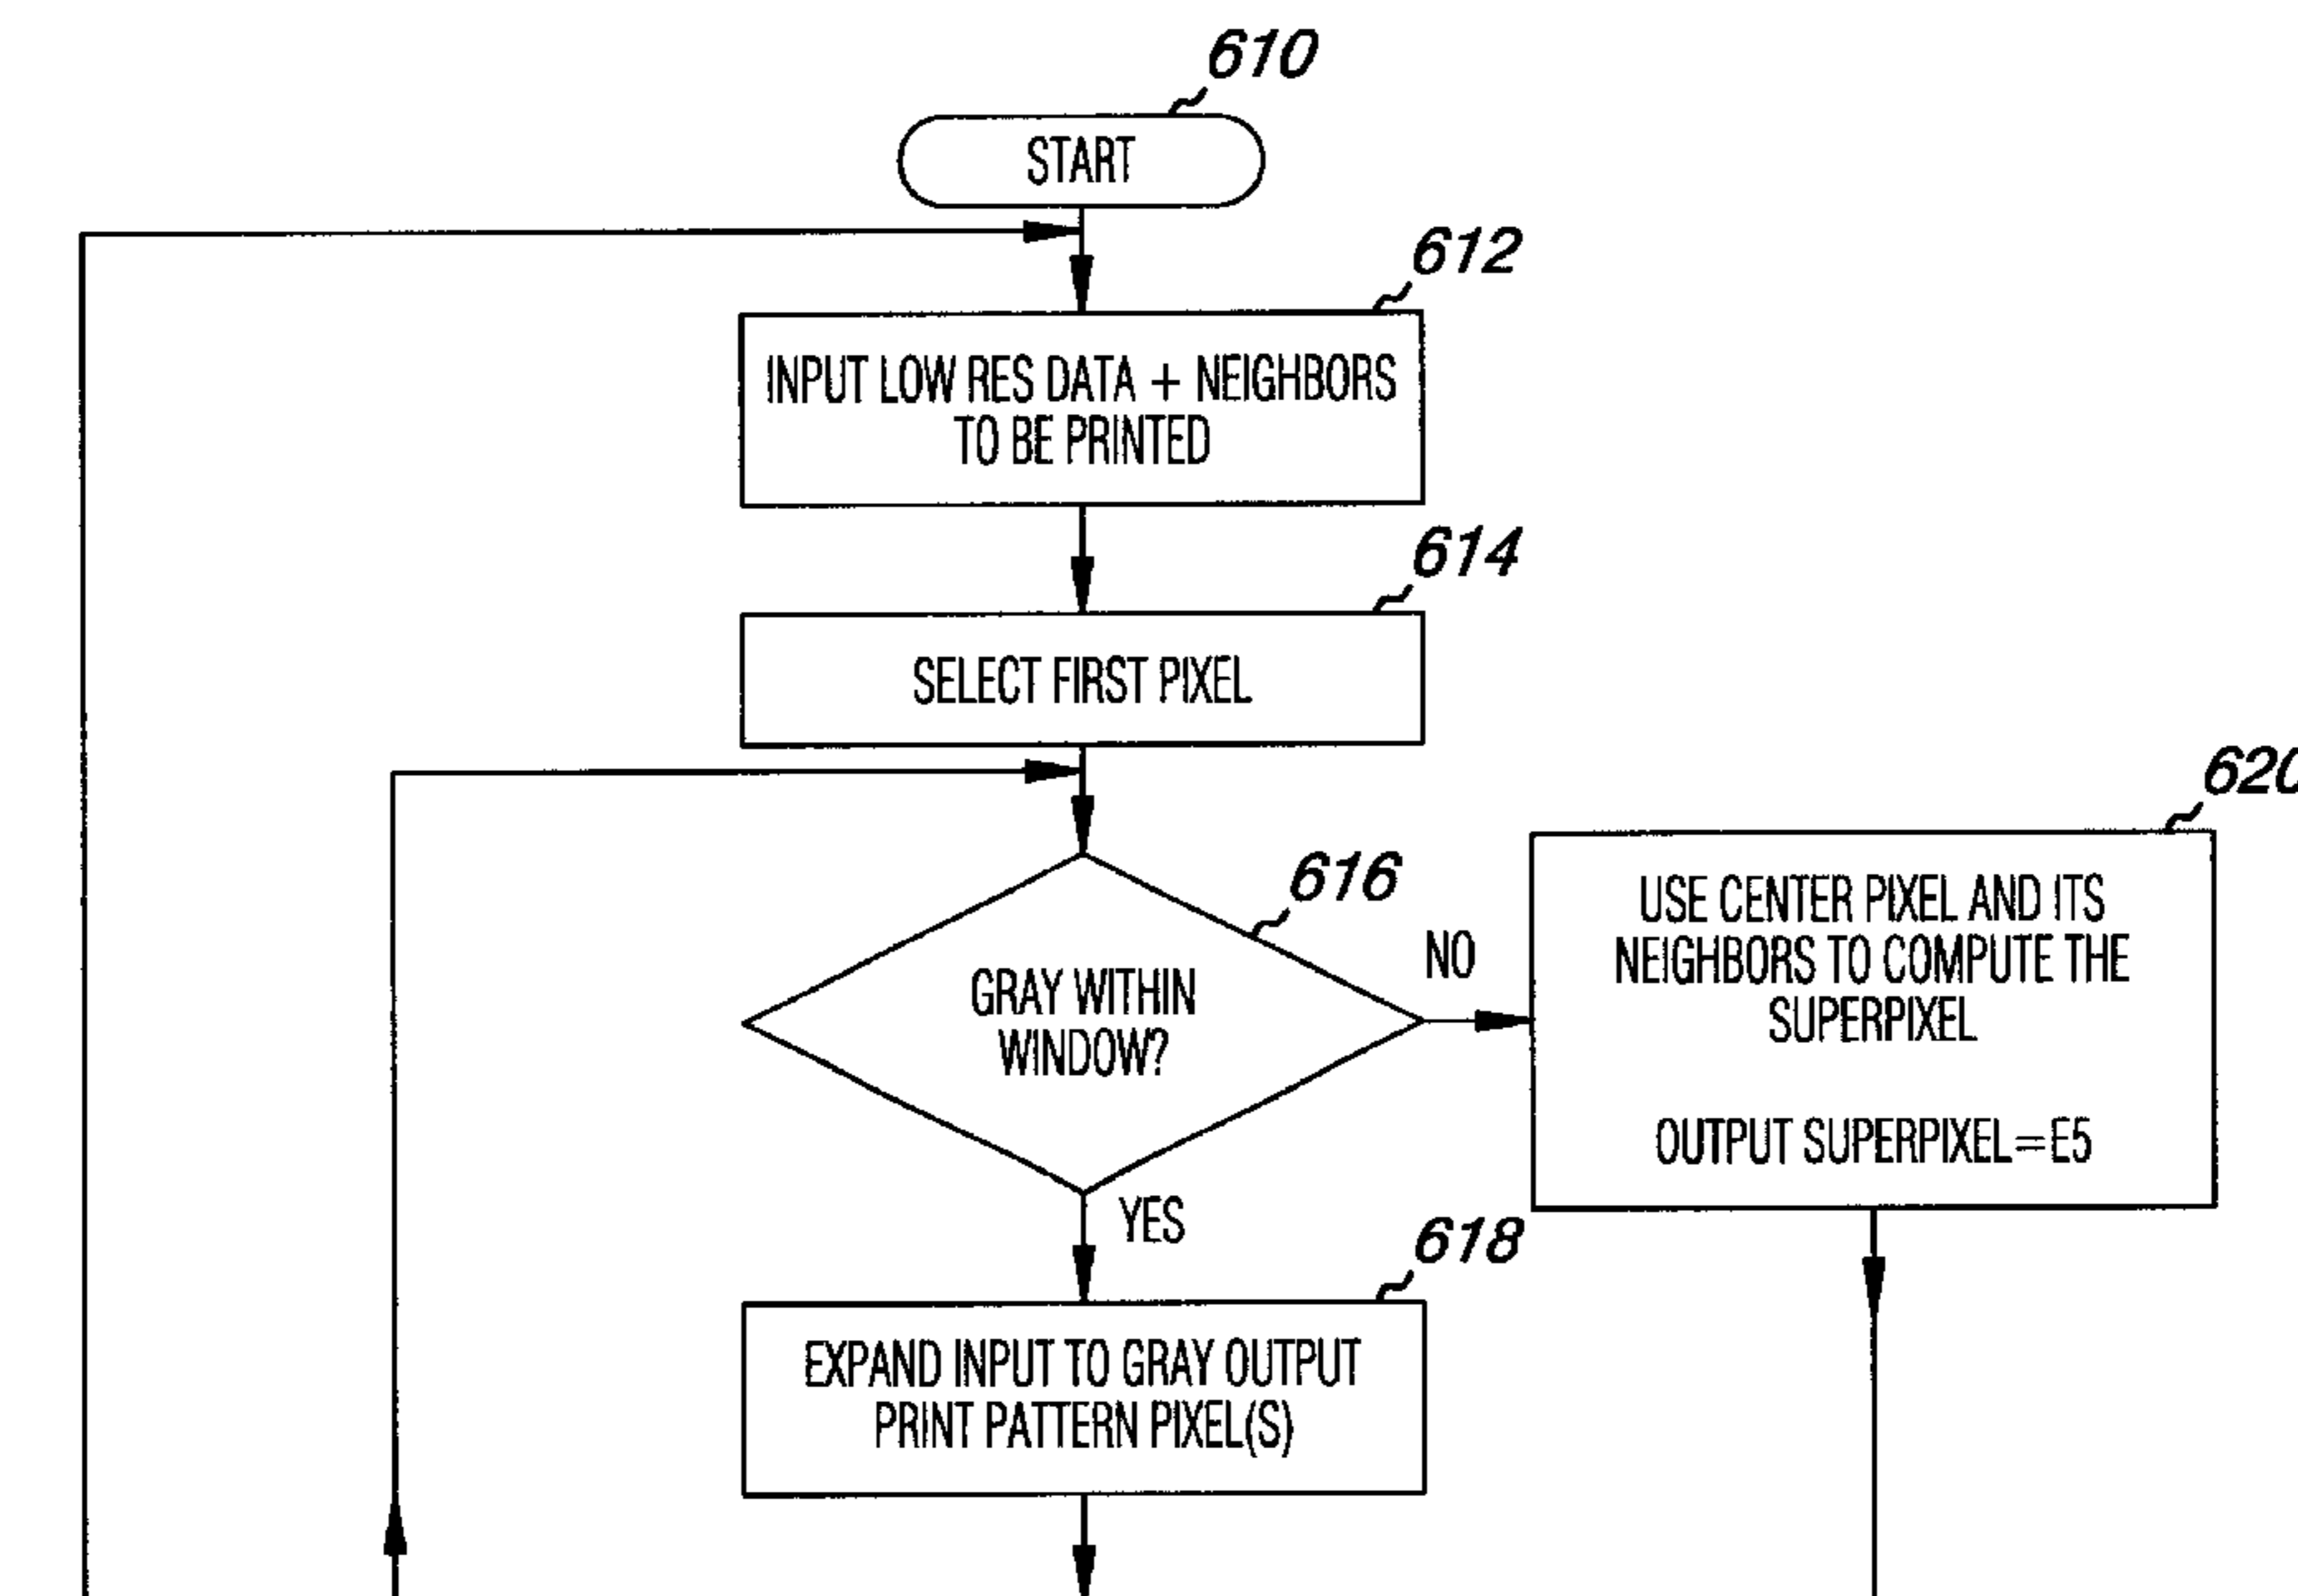 610
START
612
INPUT LOW RES DATA + NEIGHBORS
TO BE PRINTED
614
SELECT FIRST PIXEL
620
616
GRAY WITHIN
WINDOW?
NO
USE CENTER PIXEL AND ITS
NEIGHBORS TO COMPUTE THE
SUPERPIXEL
OUTPUT SUPERPIXEL=E5
YES
618
EXPAND INPUT TO GRAY OUTPUT
PRINT PATTERN PIXEL(S)